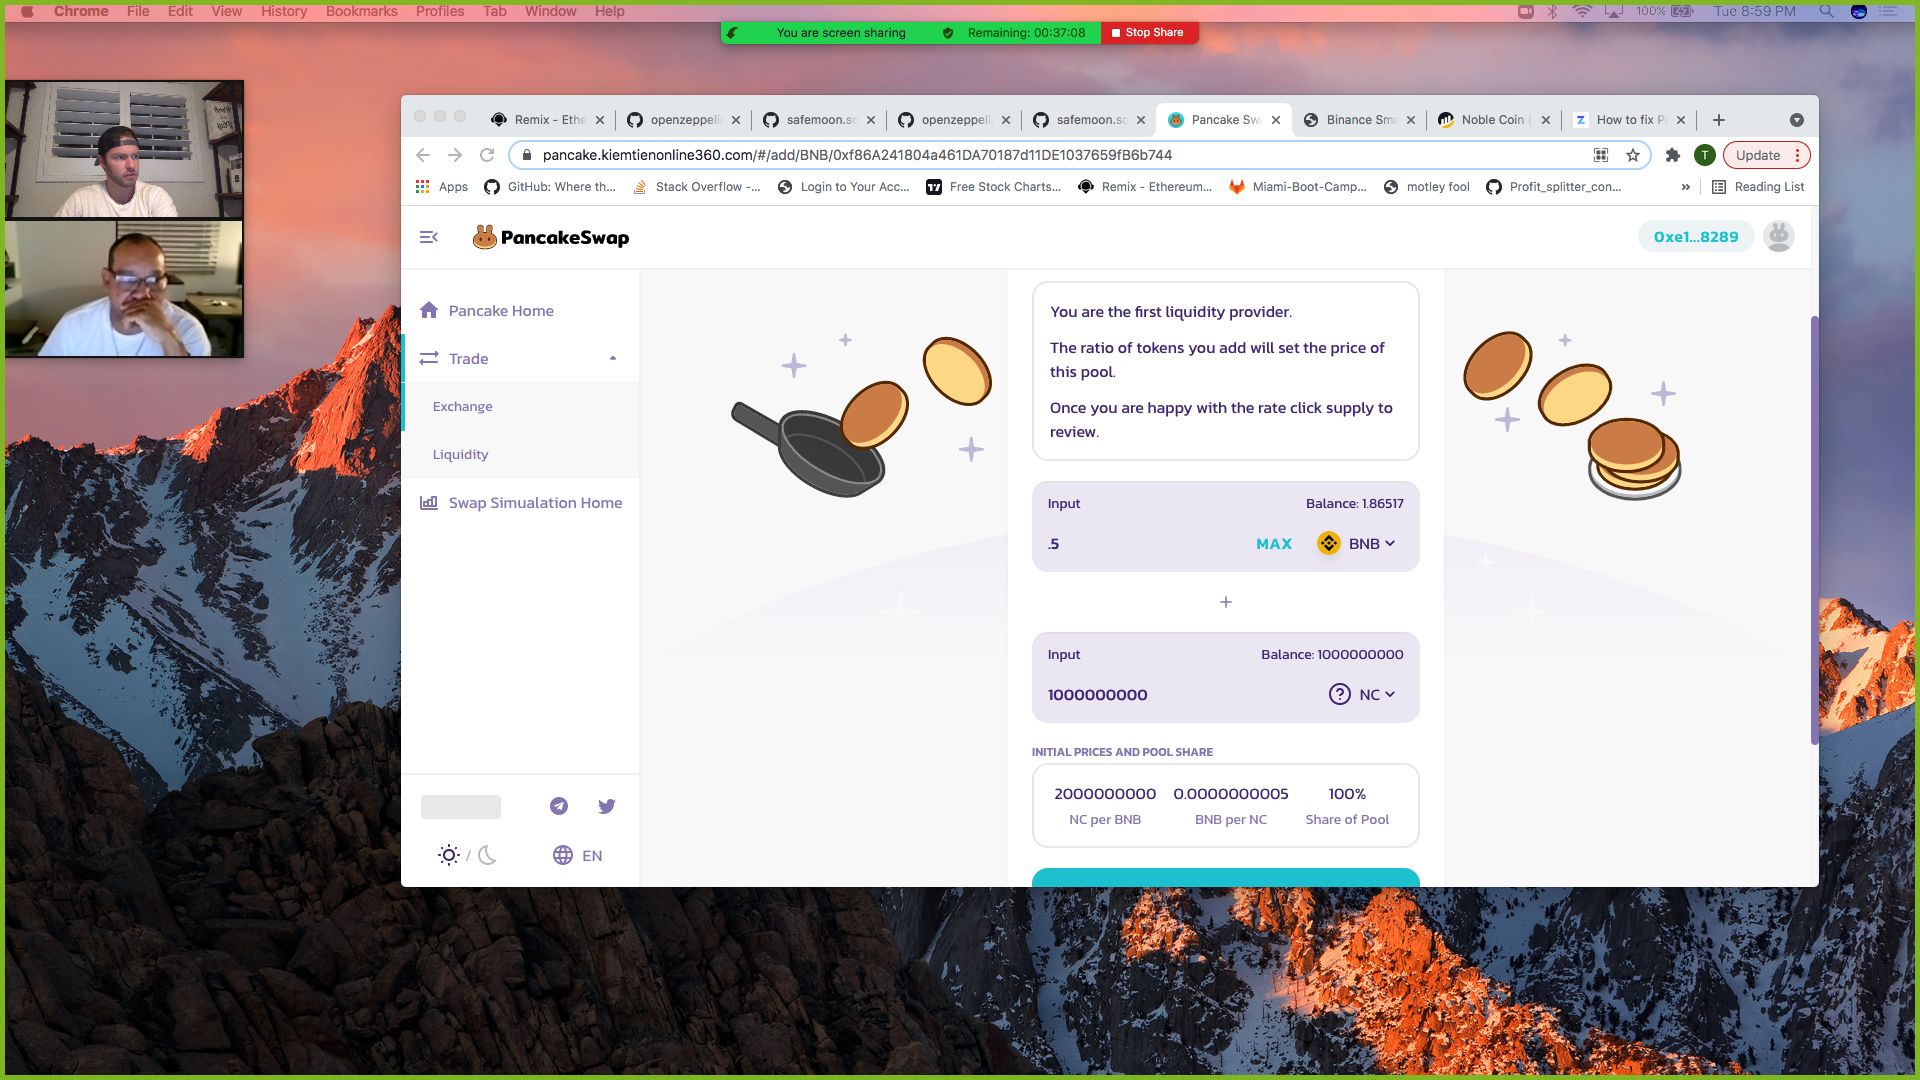 Chrome File Edit View History Bookmarks Profiles Tab Window Help
100% Tue 8:59 PM
You are screen sharing Remaining: 00:37:08 Stop Share
Remix - Ethe
openzeppeli
safemoon.so
openzeppeli
safemoon.so
Pancake Swa
Binance Sma
Noble Coin (
How to fix P
pancake.kiemtienonline360.com/#/add/BNB/0xf86A241804a461DA70187d11DE1037659fB6b744
T
Update
Apps
GitHub: Where th...
Stack Overflow -...
Login to Your Acc...
Free Stock Charts...
Remix - Ethereum...
Miami-Boot-Camp...
motley fool
Profit_splitter_con...
»
Reading List
PancakeSwap
0xe1...8289
Pancake Home
Trade
Exchange
Liquidity
Swap Simualation Home
/
EN
You are the first liquidity provider.
The ratio of tokens you add will set the price of
this pool.
Once you are happy with the rate click supply to
review.
Input Balance: 1.86517
.5 MAX BNB
+
Input Balance: 1000000000
1000000000 ? NC
INITIAL PRICES AND POOL SHARE
2000000000 0.0000000005 100%
NC per BNB BNB per NC Share of Pool